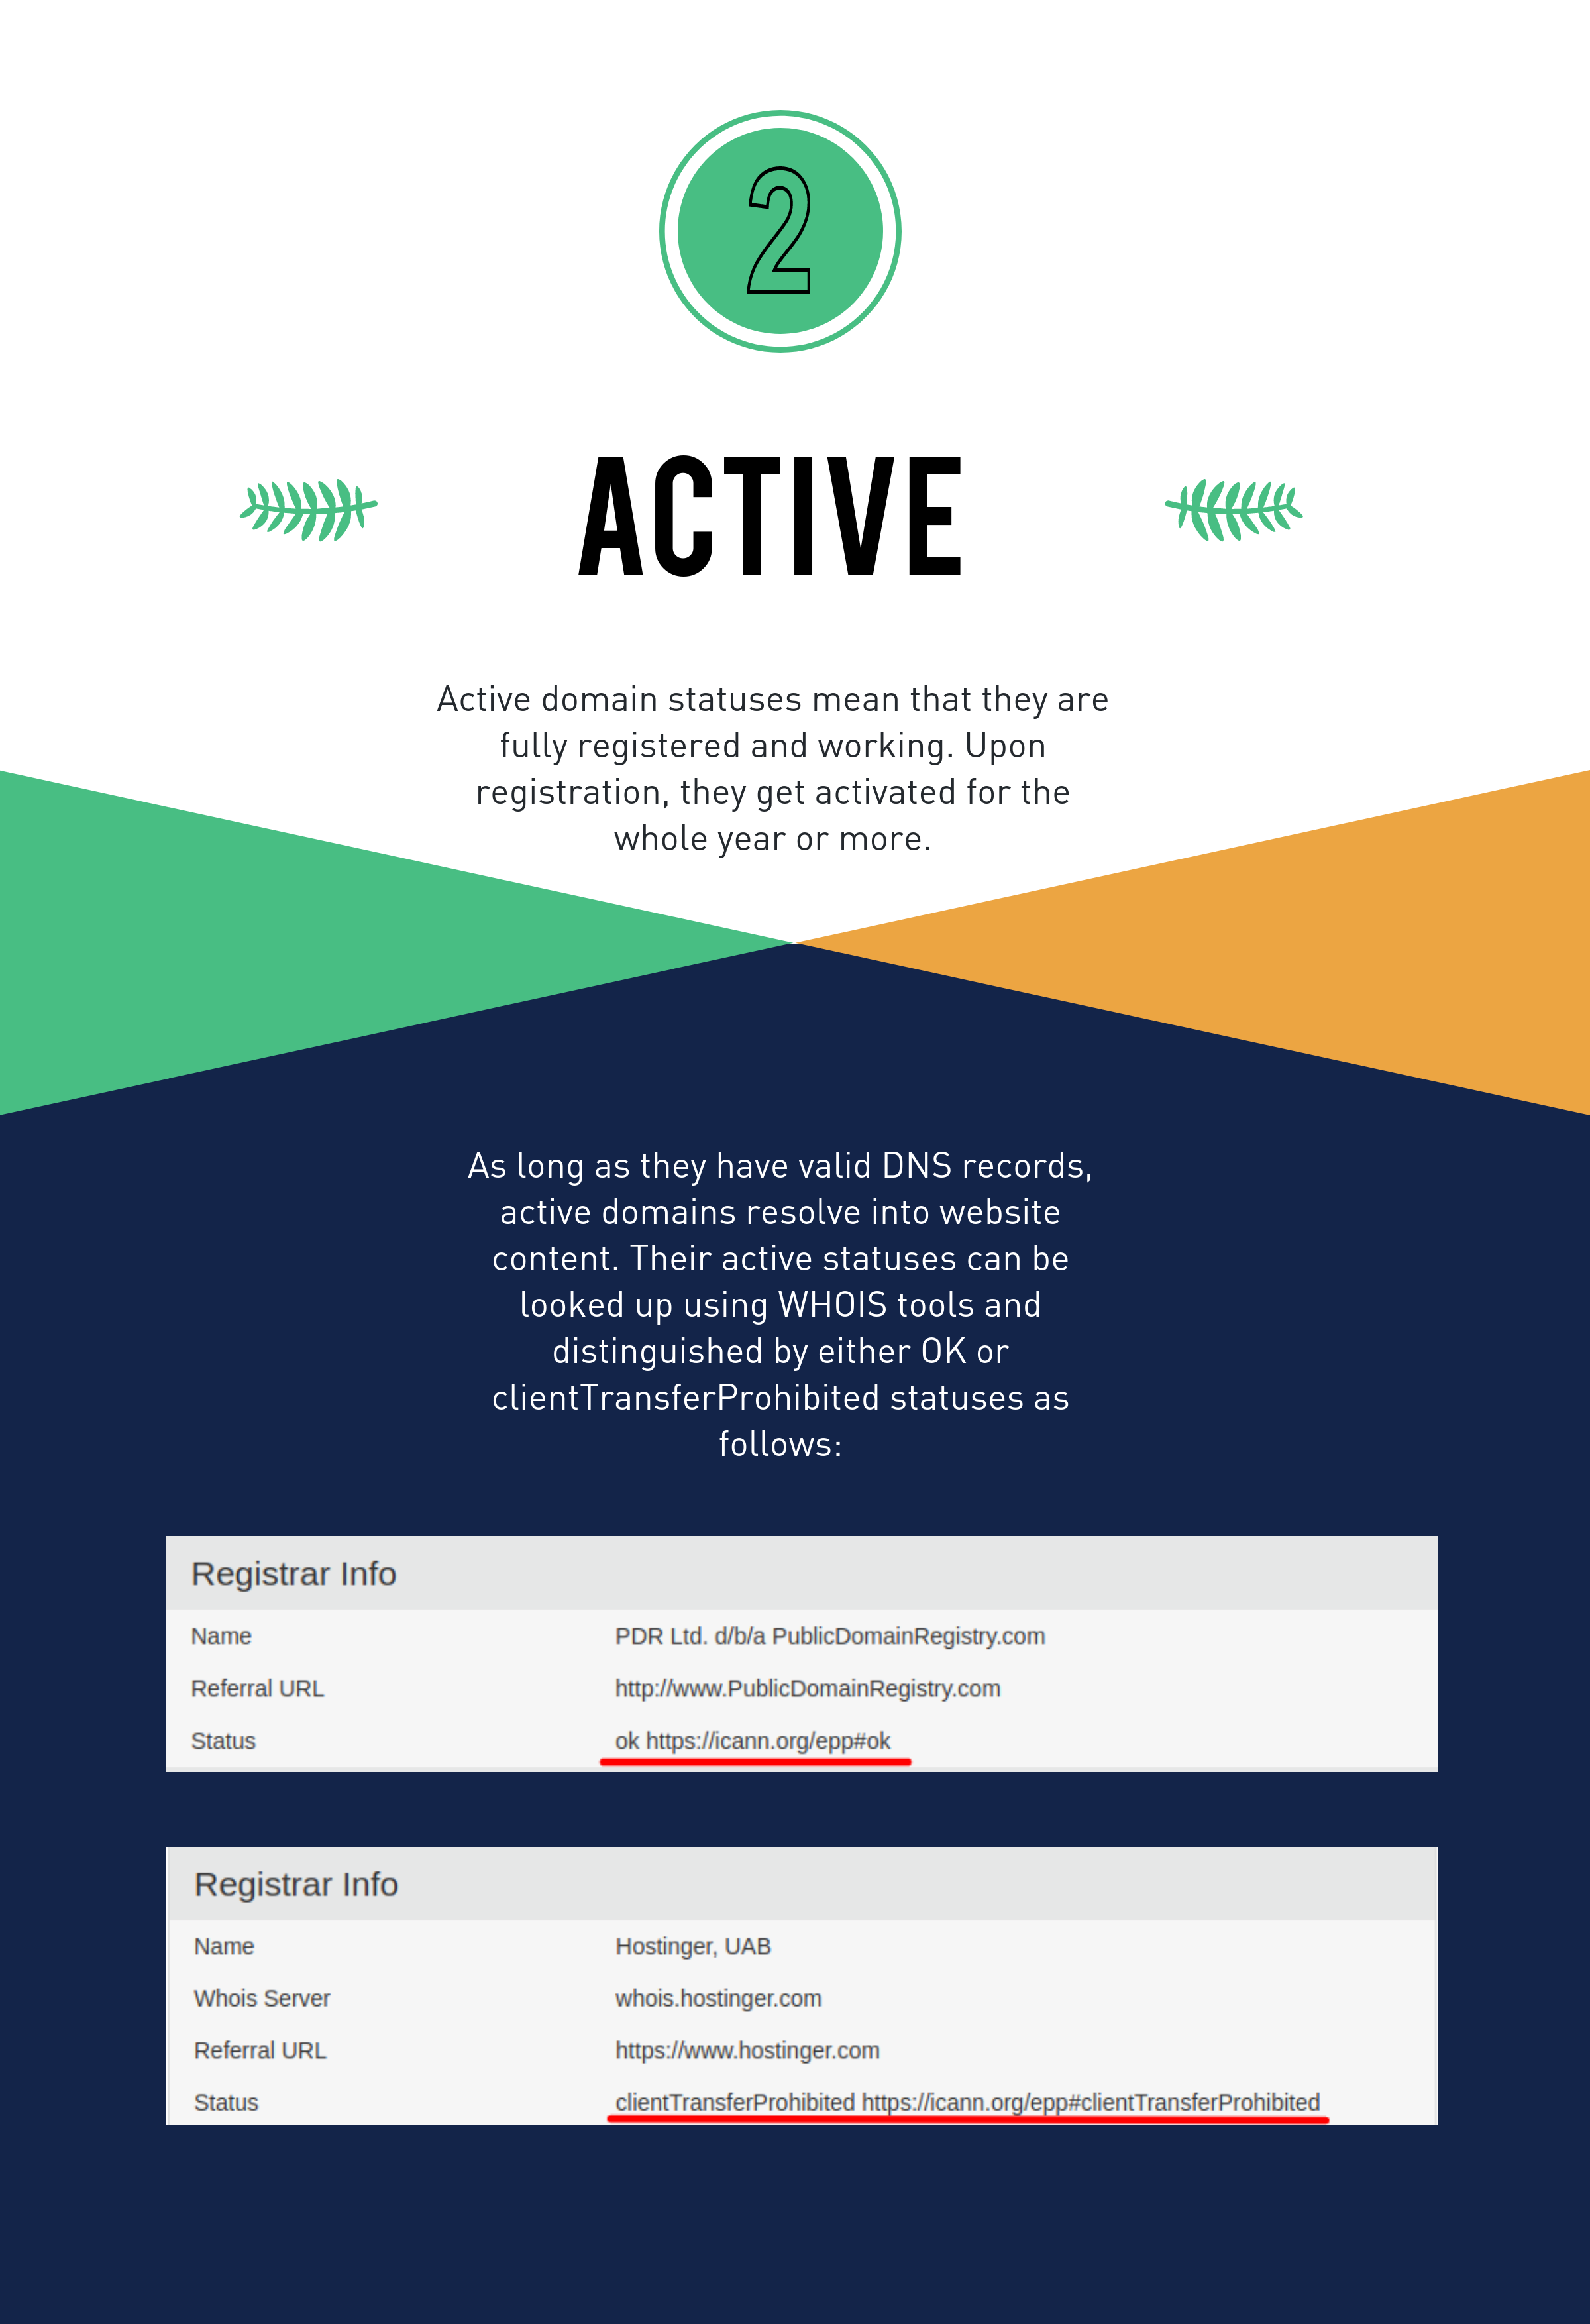 2
ACTIVE
Active domain statuses mean that they are
fully registered and working. Upon
registration, they get activated for the
whole year or more.
As long as they have valid DNS records,
active domains resolve into website
content. Their active statuses can be
looked up using WHOIS tools and
distinguished by either OK or
clientTransferProhibited statuses as
follows:
Registrar Info
Name PDR Ltd. d/b/a PublicDomainRegistry.com
Referral URL http://www.PublicDomainRegistry.com
Status ok https://icann.org/epp#ok
Registrar Info
Name Hostinger, UAB
Whois Server whois.hostinger.com
Referral URL https://www.hostinger.com
Status clientTransferProhibited https://icann.org/epp#clientTransferProhibited